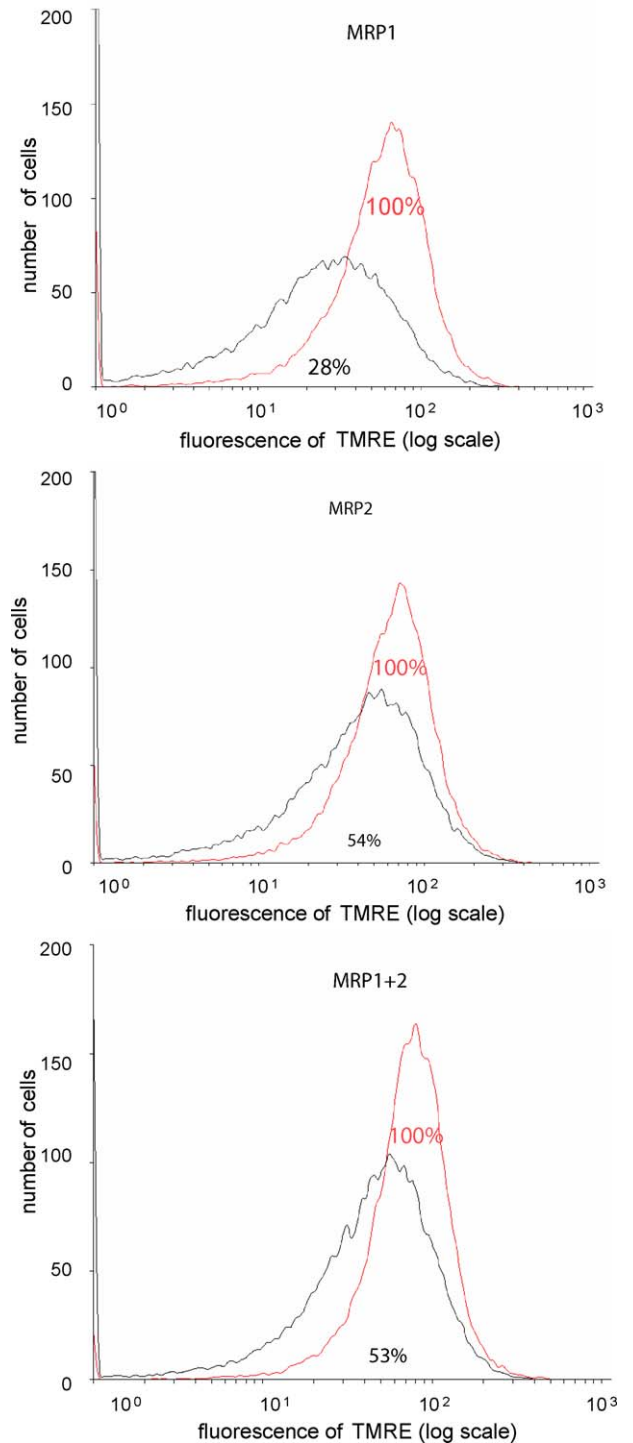 200
MRP1
150
number of cells
100
100%
50
28%
0
10⁰ 10¹ 10² 10³
fluorescence of TMRE (log scale)
200
MRP2
150
number of cells
100
100%
50
54%
0
10⁰ 10¹ 10² 10³
fluorescence of TMRE (log scale)
200
MRP1+2
150
number of cells
100%
100
50
53%
0
10⁰ 10¹ 10² 10³
fluorescence of TMRE (log scale)